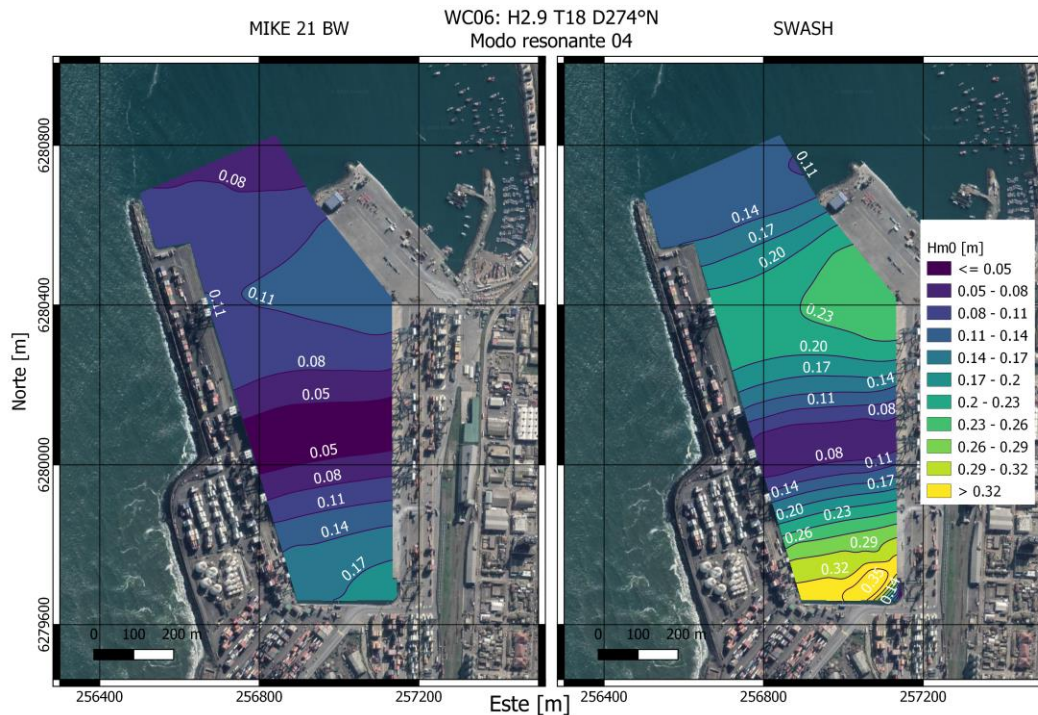 WC06: H2.9 T18 D274°N
MIKE 21 BW
SWASH
Modo resonante 04
6280800
6280400
6280000
6279600
Norte [m]
0.08
0.11
0.11
0.08
0.05
0.05
0.08
0.11
0.14
0.17
0 100 200 m
256400 256800 257200
0.11
0.14
0.17
0.20
0.23
0.20
0.17
0.14
0.11
0.08
0.08
0.11
0.14
0.17
0.20
0.23
0.26
0.29
0.32
0.35
0.14
0 100 200 m
256400 256800 257200
Este [m]
Hm0 [m]
<= 0.05
0.05 - 0.08
0.08 - 0.11
0.11 - 0.14
0.14 - 0.17
0.17 - 0.2
0.2 - 0.23
0.23 - 0.26
0.26 - 0.29
0.29 - 0.32
> 0.32